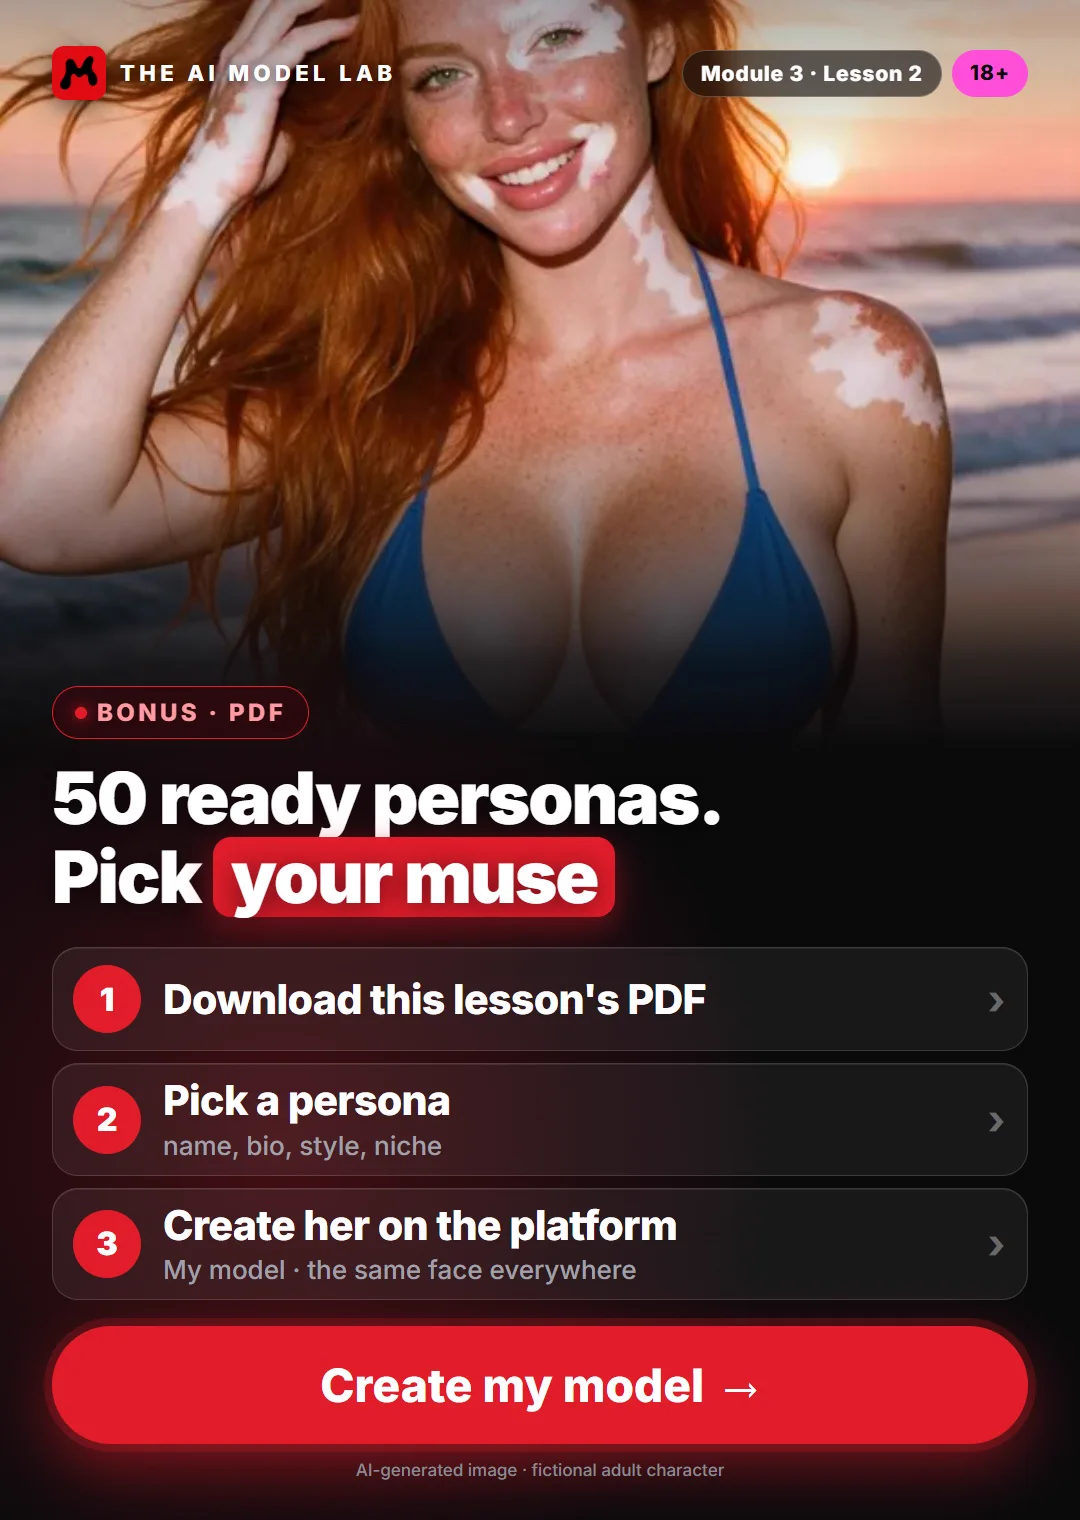 THE AI MODEL LAB
Module 3 · Lesson 2
18+
BONUS · PDF
50 ready personas.
Pick your muse
1
Download this lesson's PDF
2
Pick a persona
name, bio, style, niche
3
Create her on the platform
My model · the same face everywhere
Create my model →
AI-generated image · fictional adult character